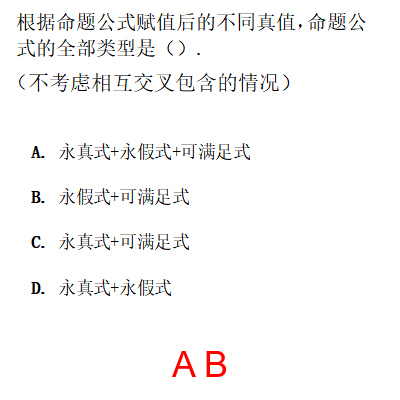 根据命题公式赋值后的不同真值，命题公
式的全部类型是（）.
（不考虑相互交叉包含的情况）
A. 永真式+永假式+可满足式
B. 永假式+可满足式
C. 永真式+可满足式
D. 永真式+永假式
A B